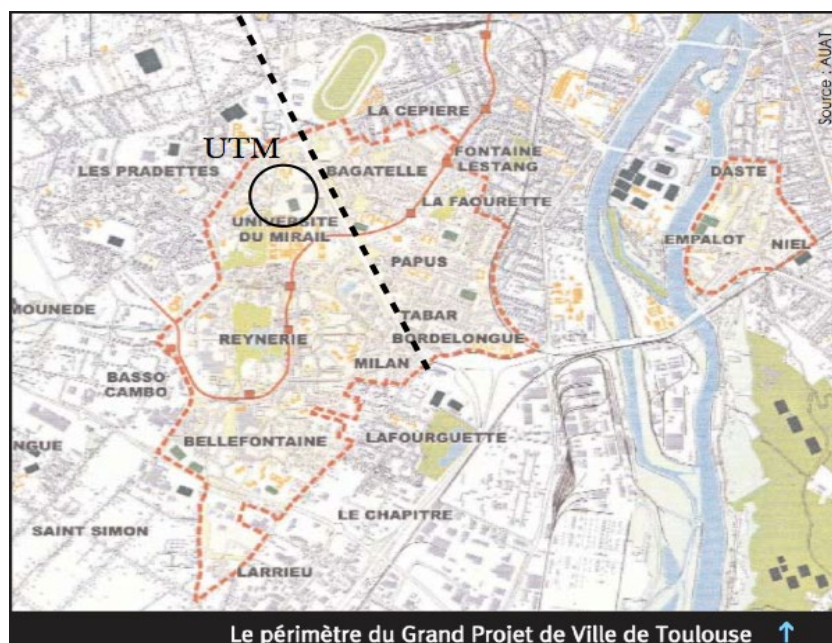 Source : AUAT
LA CEPIERE
UTM
LES PRADETTES
BAGATELLE
FONTAINE
LESTANG
DASTE
LA FAOURETTE
UNIVERSITE
DU MIRAIL
EMPALOT
NIEL
PAPUS
MOUNEDE
TABAR
REYNERIE
BORDELONGUE
MILAN
BASSO
CAMBO
BELLEFONTAINE
LAFOURGUETTE
NGUE
LE CHAPITRE
SAINT SIMON
LARRIEU
Le périmètre du Grand Projet de Ville de Toulouse ↑